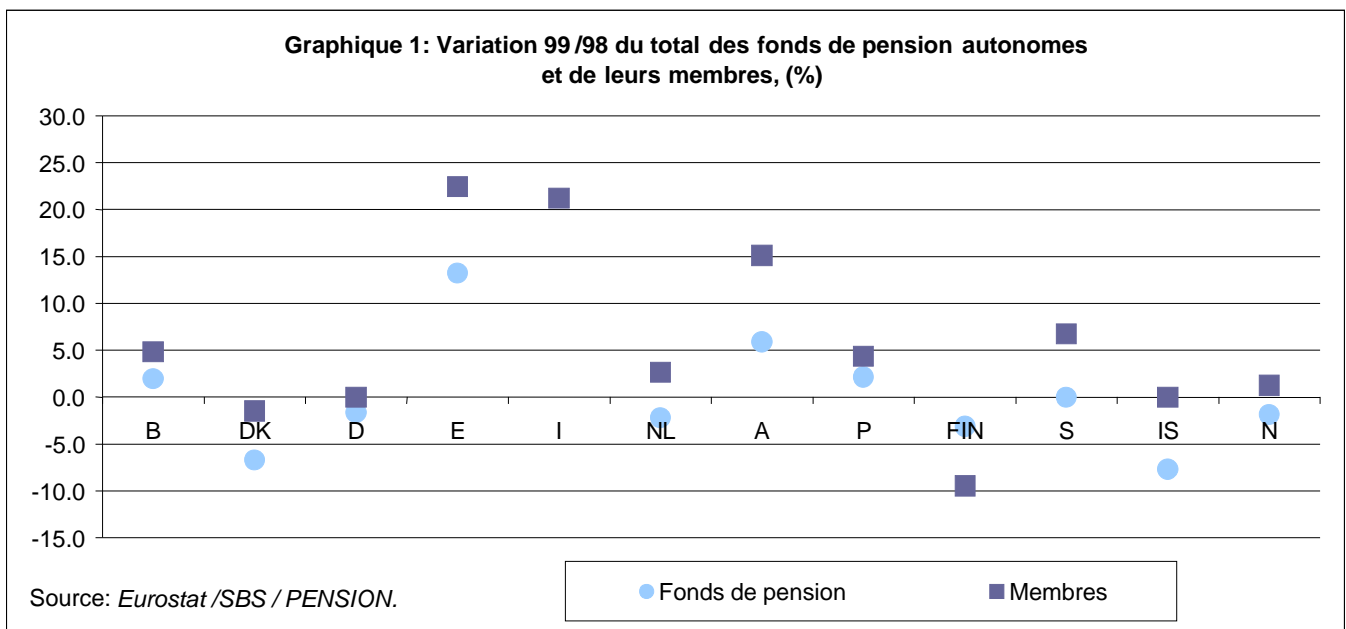 Graphique 1: Variation 99/98 du total des fonds de pension autonomes
et de leurs membres, (%)
30.0
25.0
20.0
15.0
10.0
5.0
0.0
B DK D E I NL A P FIN S IS N
-5.0
-10.0
-15.0
Source: Eurostat /SBS / PENSION.
Fonds de pension Membres